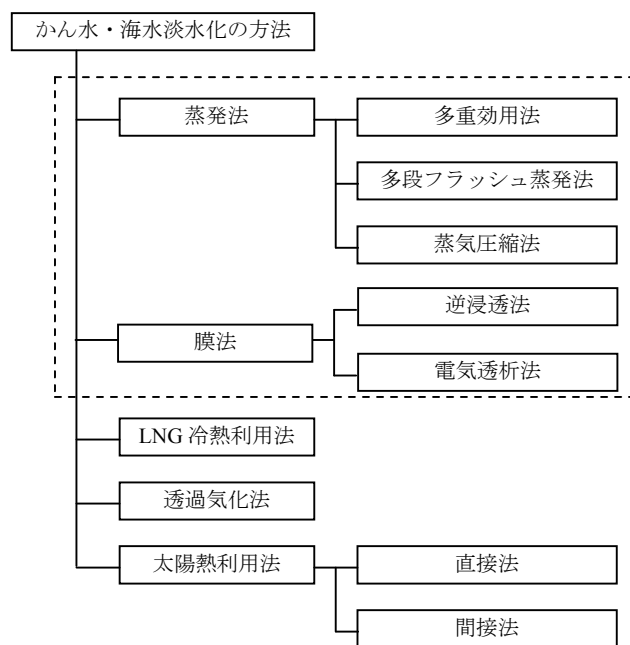 かん水・海水淡水化の方法
蒸発法
多重効用法
多段フラッシュ蒸発法
蒸気圧縮法
膜法
逆浸透法
電気透析法
LNG 冷熱利用法
透過気化法
太陽熱利用法
直接法
間接法